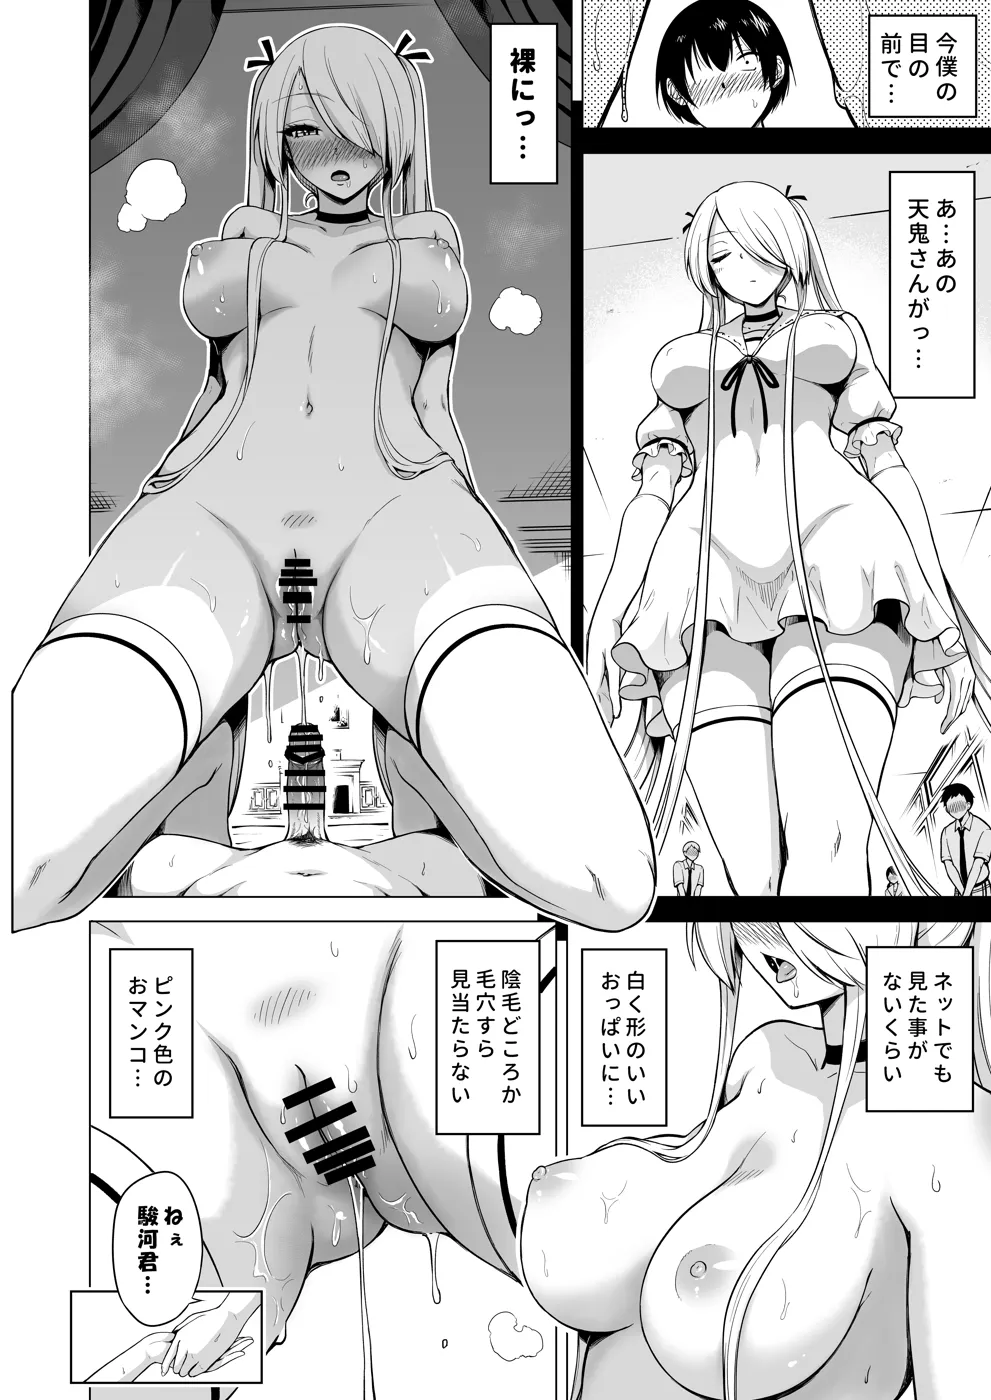 今僕の
目の
前で…
あ…あの
天鬼さんがっ…
裸にっ…
ネットでも
見た事が
ないくらい
白く形のいい
おっぱいに…
陰毛どころか
毛穴すら
見当たらない
ピンク色の
おマンコ…
ねぇ
駿河君…